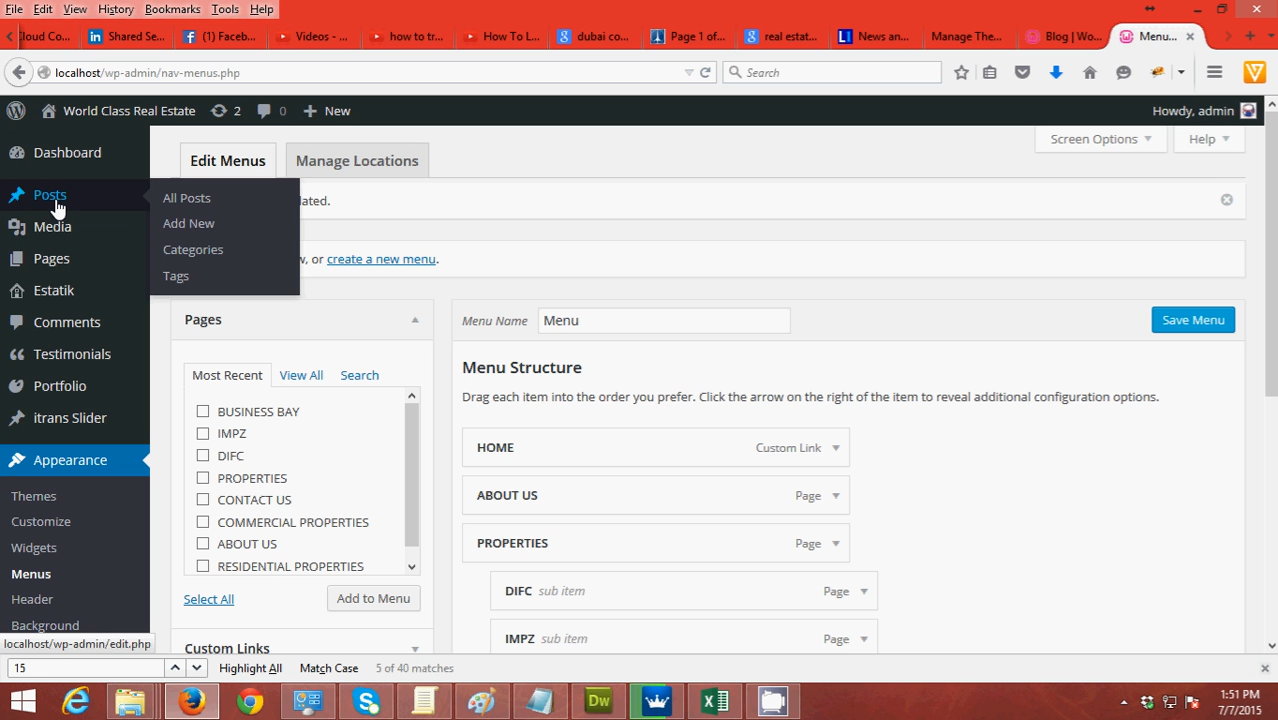 File Edit View History Bookmarks Tools Help
Cloud Co... Shared Se... (1) Faceb... Videos - ... how to tr... How To L... dubai co... Page 1 of... real estat... News an... Manage The... Blog | Wo... Menu...
localhost/wp-admin/nav-menus.php Search
World Class Real Estate 2 0 New Howdy, admin
Screen Options Help
Dashboard
Edit Menus Manage Locations
Posts
All Posts
lated.
Add New
Media
Categories
Pages
w, or create a new menu.
Tags
Estatik
Comments
Pages
Menu Name Menu Save Menu
Testimonials
Most Recent View All Search
Menu Structure
Portfolio
Drag each item into the order you prefer. Click the arrow on the right of the item to reveal additional configuration options.
BUSINESS BAY
itrans Slider
IMPZ
HOME Custom Link
DIFC
Appearance
PROPERTIES
ABOUT US Page
Themes
CONTACT US
Customize
COMMERCIAL PROPERTIES
ABOUT US
PROPERTIES Page
Widgets
RESIDENTIAL PROPERTIES
Menus
Select All Add to Menu
DIFC sub item Page
Header
Background
IMPZ sub item Page
localhost/wp-admin/edit.php
Custom Links
15 Highlight All Match Case 5 of 40 matches
Dw
1:51 PM
7/7/2015